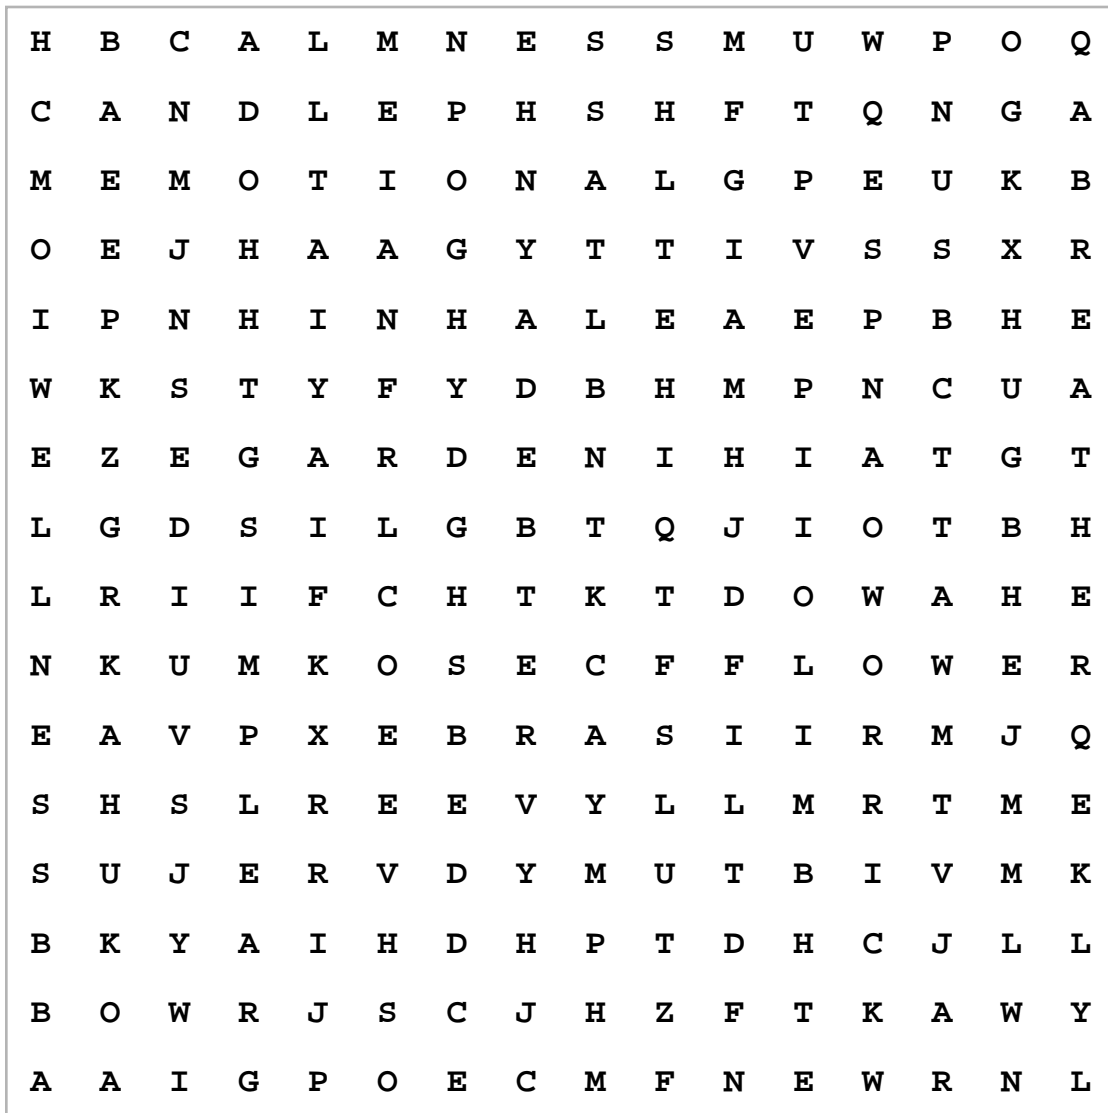 H B C A L M N E S S M U W P O Q
C A N D L E P H S H F T Q N G A
M E M O T I O N A L G P E U K B
O E J H A A G Y T T I V S S X R
I P N H I N H A L E A E P B H E
W K S T Y F Y D B H M P N C U A
E Z E G A R D E N I H I A T G T
L G D S I L G B T Q J I O T B H
L R I I F C H T K T D O W A H E
N K U M K O S E C F F L O W E R
E A V P X E B R A S I I R M J Q
S H S L R E E V Y L L M R T M E
S U J E R V D Y M U T B I V M K
B K Y A I H D H P T D H C J L L
B O W R J S C J H Z F T K A W Y
A A I G P O E C M F N E W R N L